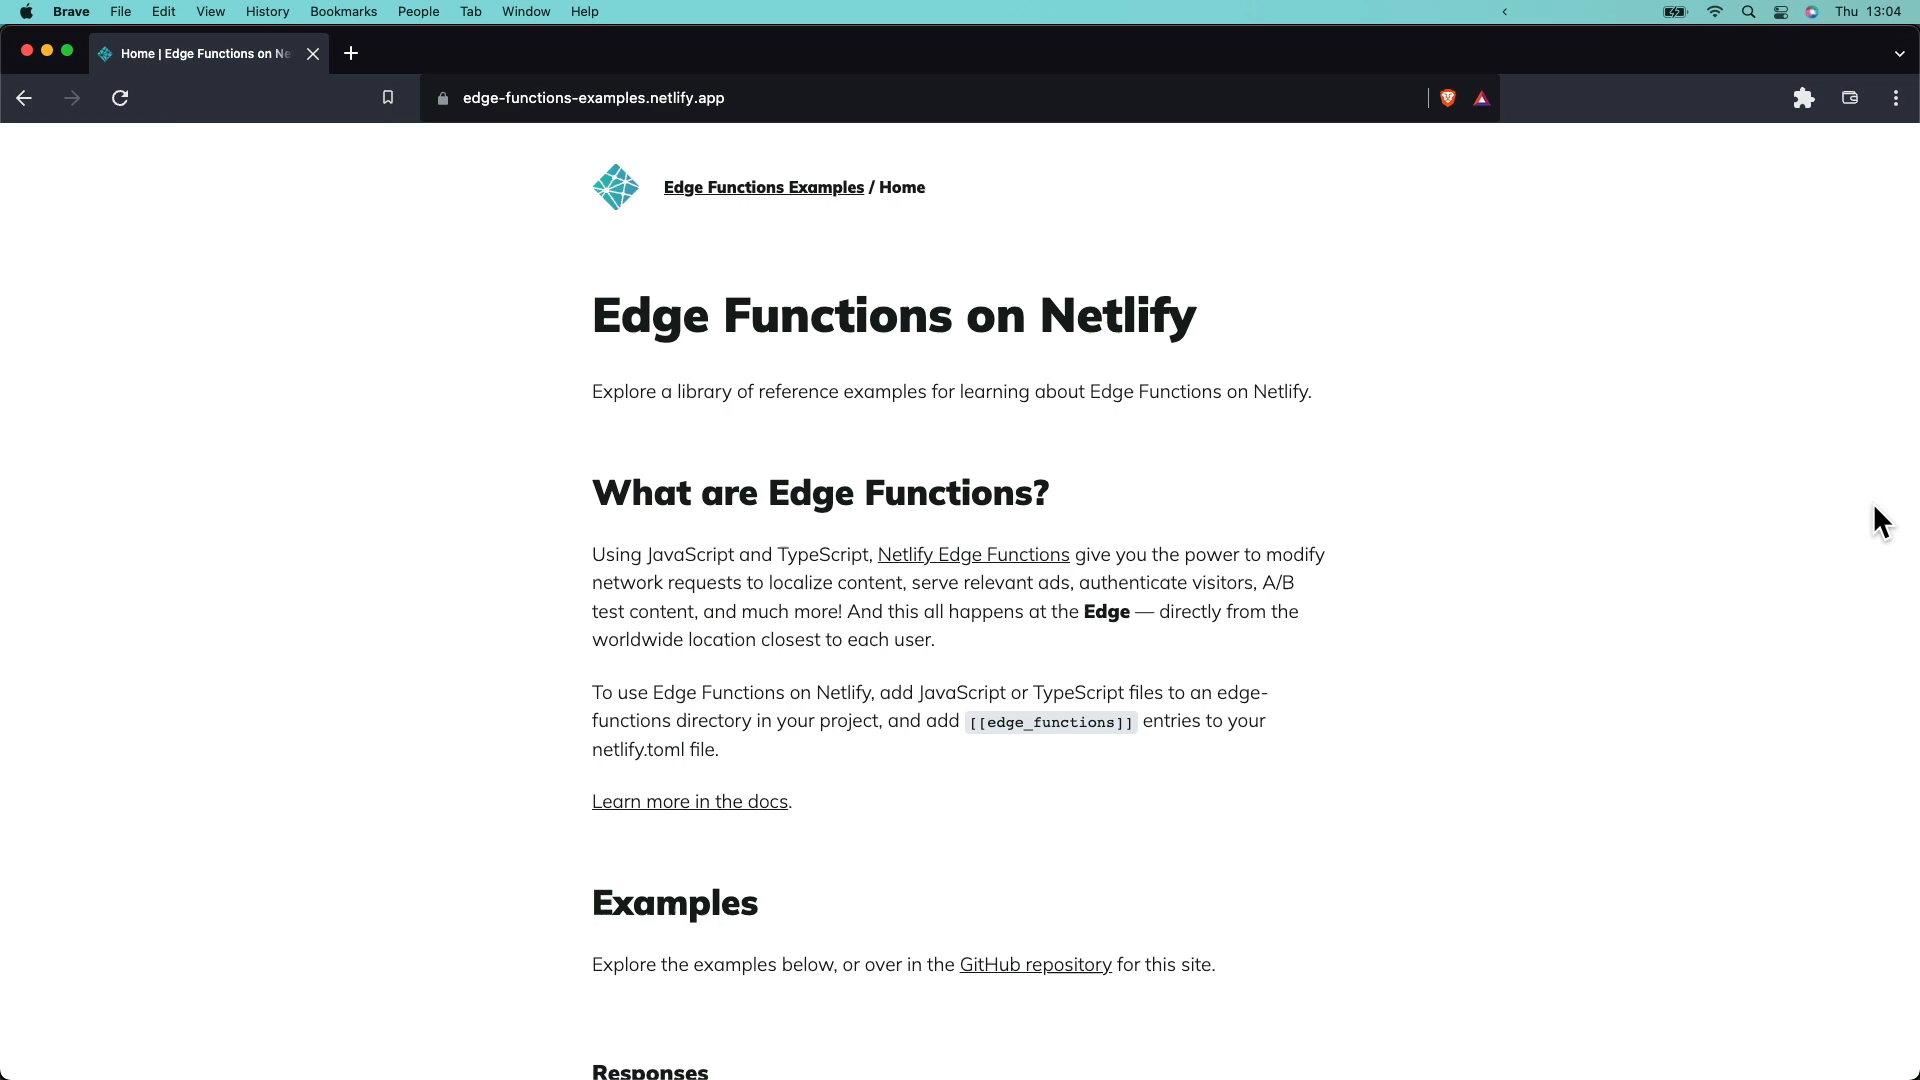 Brave File Edit View History Bookmarks People Tab Window Help Thu 13:04
Home | Edge Functions on Ne
edge-functions-examples.netlify.app
Edge Functions Examples / Home
Edge Functions on Netlify
Explore a library of reference examples for learning about Edge Functions on Netlify.
What are Edge Functions?
Using JavaScript and TypeScript, Netlify Edge Functions give you the power to modify
network requests to localize content, serve relevant ads, authenticate visitors, A/B
test content, and much more! And this all happens at the Edge — directly from the
worldwide location closest to each user.
To use Edge Functions on Netlify, add JavaScript or TypeScript files to an edge-
functions directory in your project, and add [[edge_functions]] entries to your
netlify.toml file.
Learn more in the docs.
Examples
Explore the examples below, or over in the GitHub repository for this site.
Responses